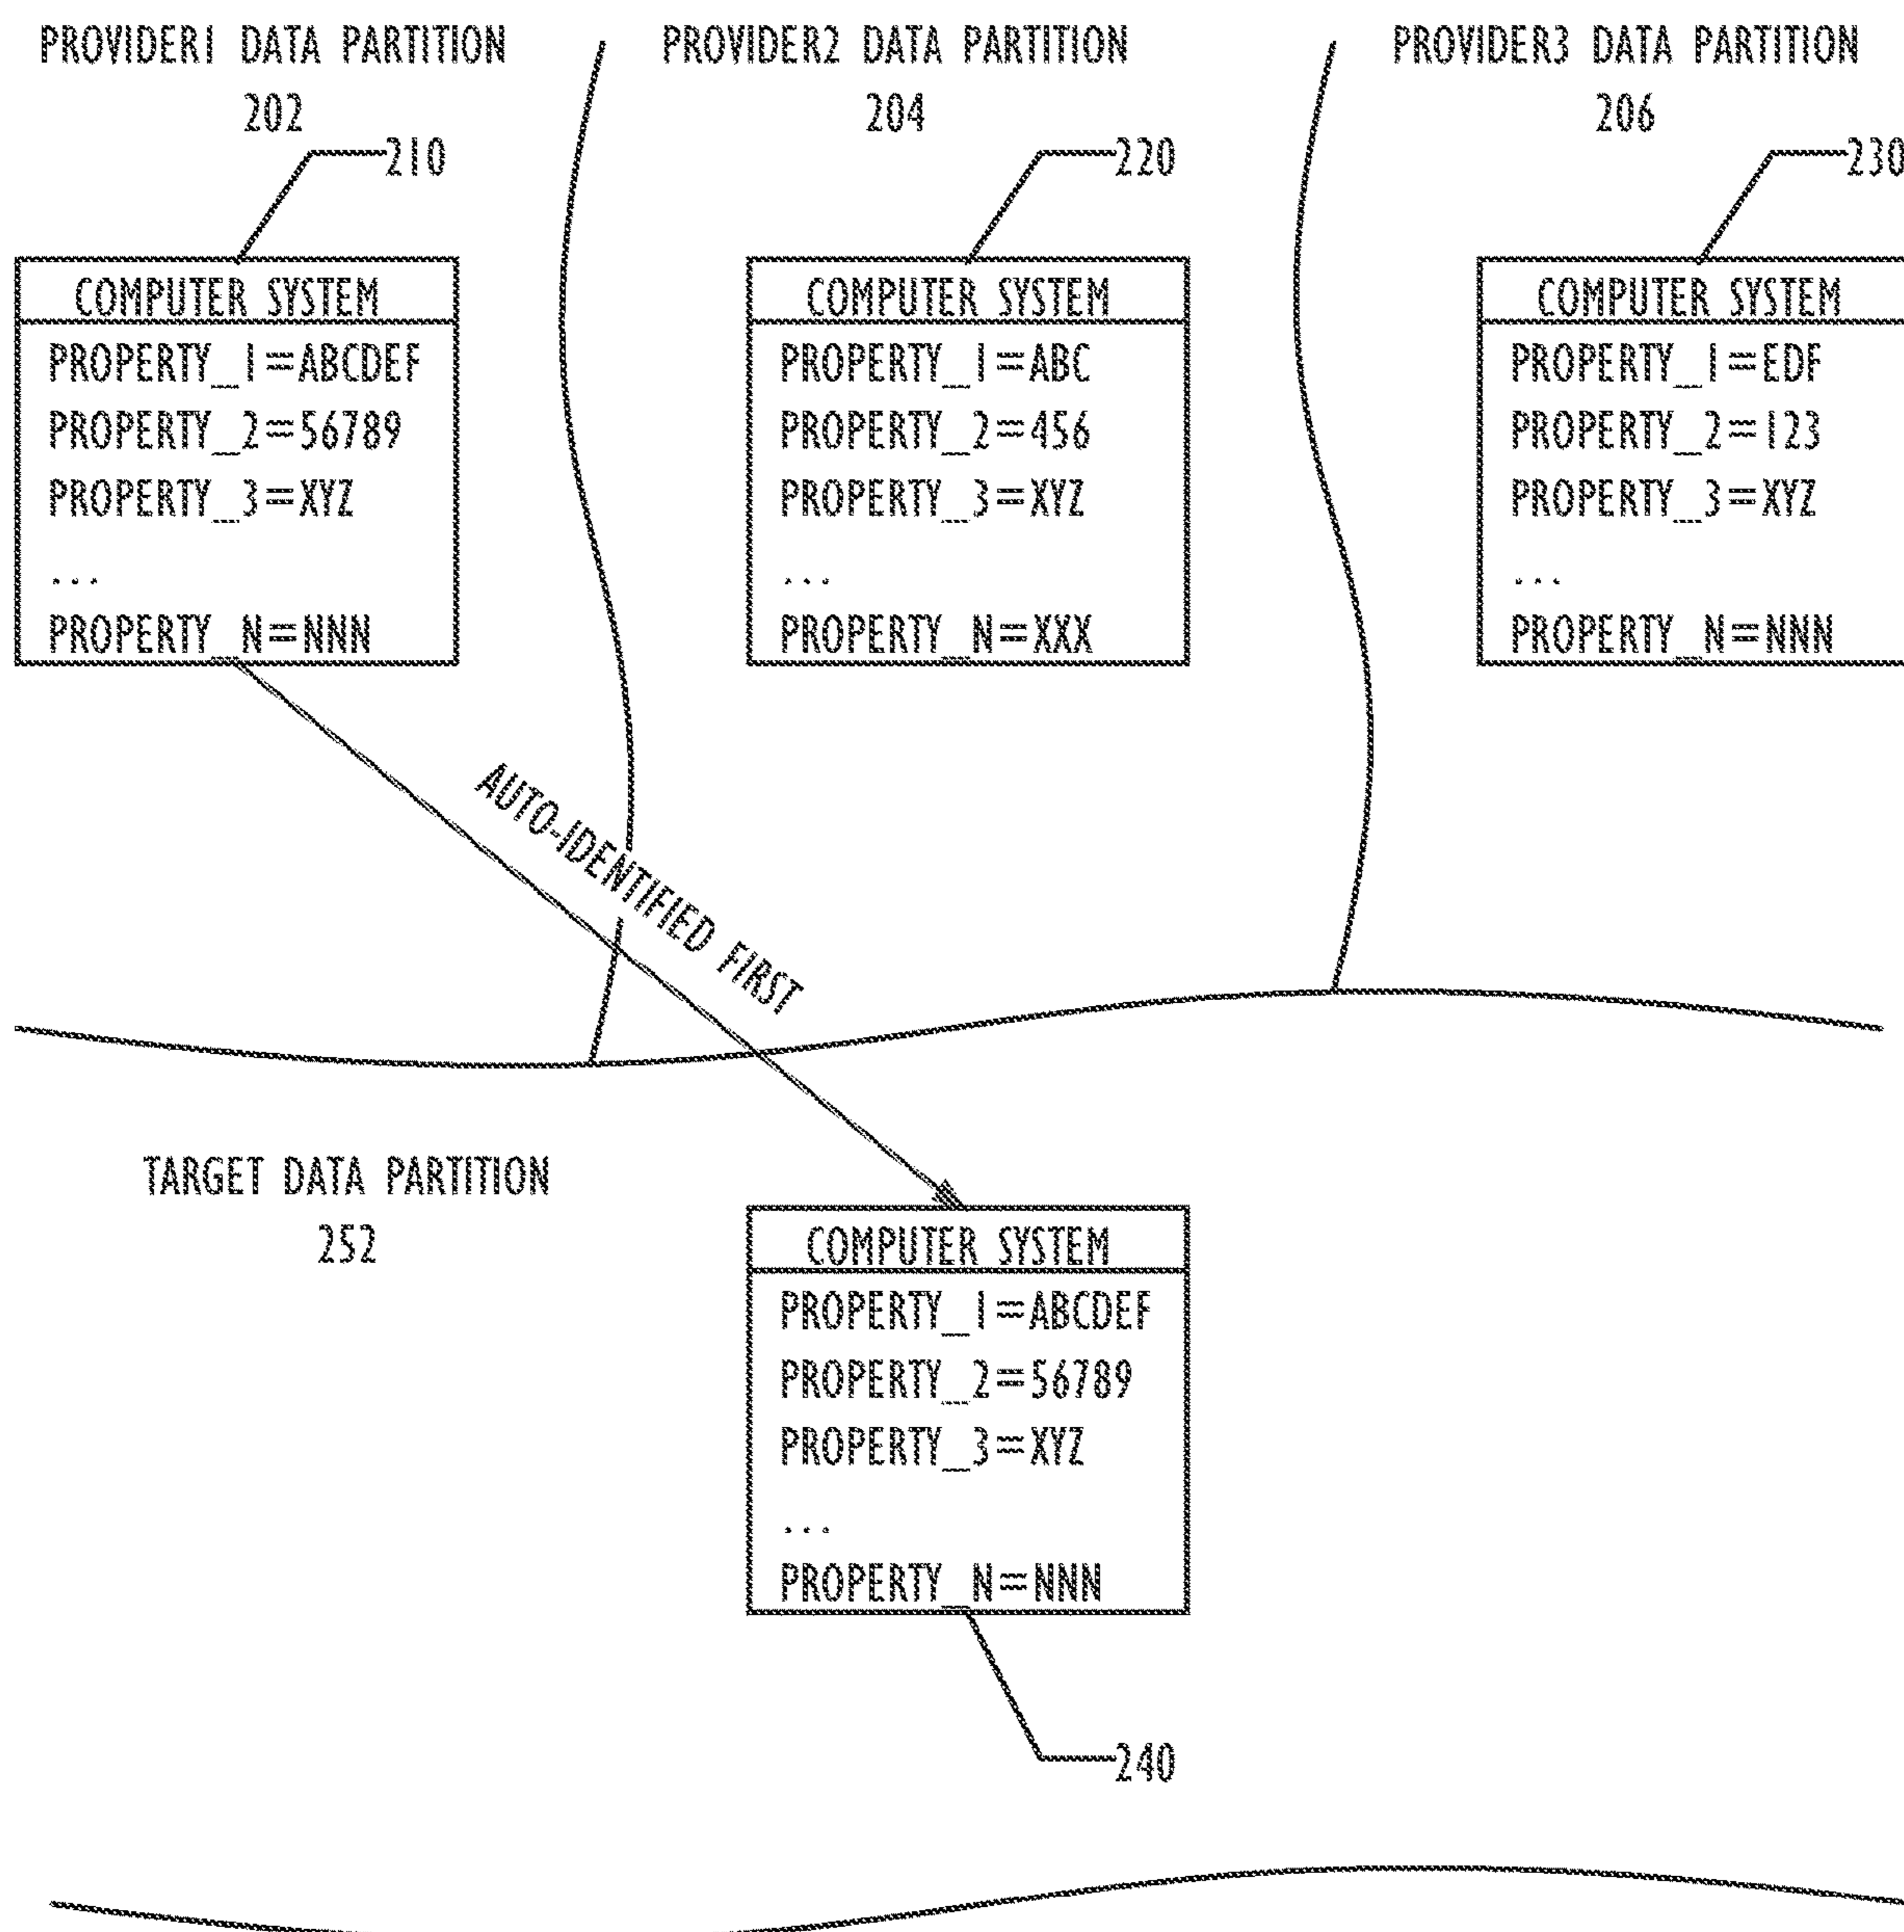 PROVIDER1 DATA PARTITION
202
210
COMPUTER SYSTEM
PROPERTY_1=ABCDEF
PROPERTY_2=56789
PROPERTY_3=XYZ
...
PROPERTY_N=NNN
PROVIDER2 DATA PARTITION
204
220
COMPUTER SYSTEM
PROPERTY_1=ABC
PROPERTY_2=456
PROPERTY_3=XYZ
...
PROPERTY_N=XXX
PROVIDER3 DATA PARTITION
206
230
COMPUTER SYSTEM
PROPERTY_1=EDF
PROPERTY_2=123
PROPERTY_3=XYZ
...
PROPERTY_N=NNN
AUTO-IDENTIFIED FIRST
TARGET DATA PARTITION
252
COMPUTER SYSTEM
PROPERTY_1=ABCDEF
PROPERTY_2=56789
PROPERTY_3=XYZ
...
PROPERTY_N=NNN
240